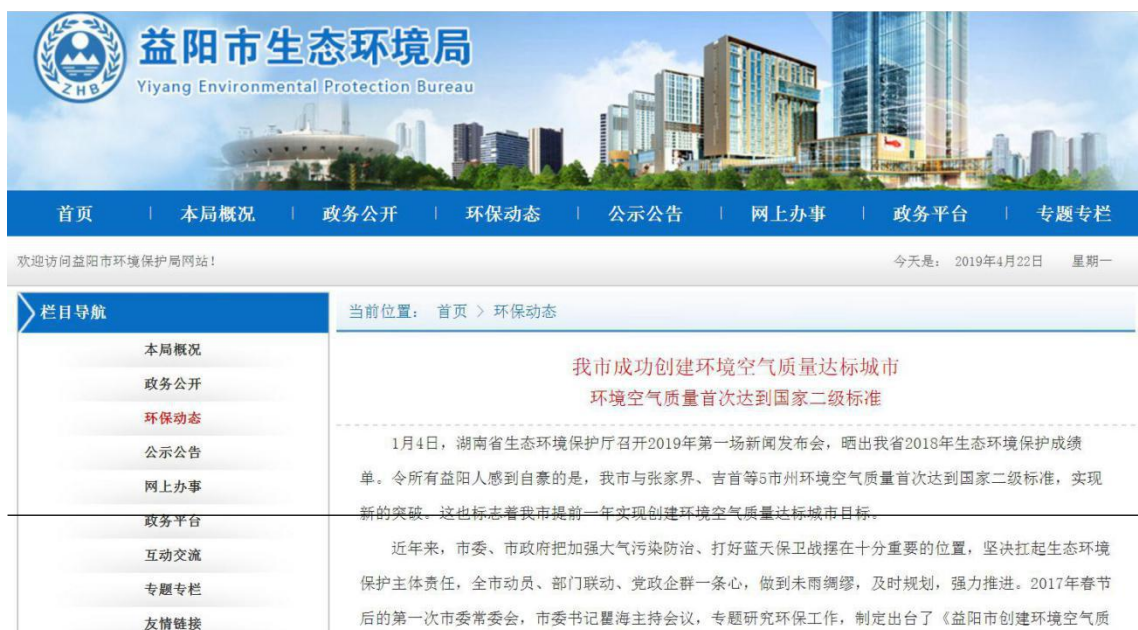 益阳市生态环境局
Yiyang Environmental Protection Bureau
ZHB
首页 | 本局概况 | 政务公开 | 环保动态 | 公示公告 | 网上办事 | 政务平台 | 专题专栏
欢迎访问益阳市环境保护局网站！ 今天是： 2019年4月22日 星期一
栏目导航
本局概况
政务公开
环保动态
公示公告
网上办事
政务平台
互动交流
专题专栏
友情链接
当前位置： 首页 > 环保动态
我市成功创建环境空气质量达标城市
环境空气质量首次达到国家二级标准
1月4日，湖南省生态环境保护厅召开2019年第一场新闻发布会，晒出我省2018年生态环境保护成绩
单。令所有益阳人感到自豪的是，我市与张家界、吉首等5市州环境空气质量首次达到国家二级标准，实现
新的突破。这也标志着我市提前一年实现创建环境空气质量达标城市目标。
近年来，市委、市政府把加强大气污染防治、打好蓝天保卫战摆在十分重要的位置，坚决扛起生态环境
保护主体责任，全市动员、部门联动、党政企群一条心，做到未雨绸缪，及时规划，强力推进。2017年春节
后的第一次市委常委会，市委书记瞿海主持会议，专题研究环保工作，制定出台了《益阳市创建环境空气质